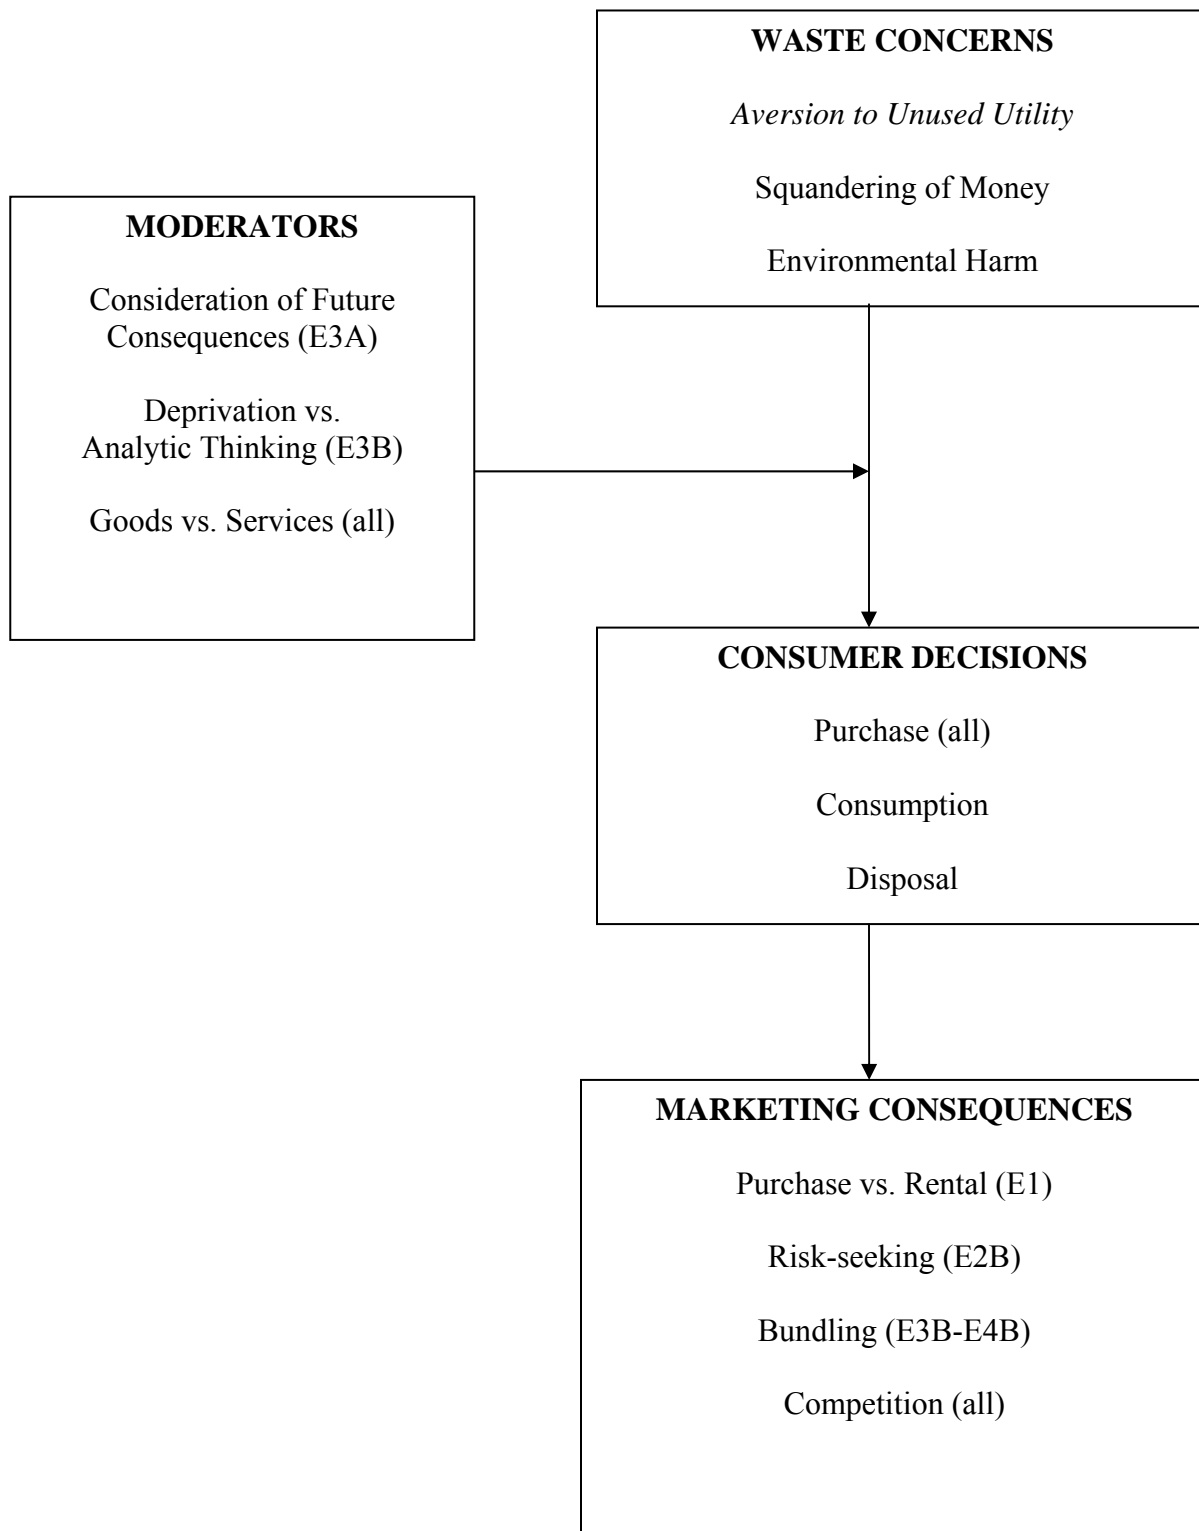 WASTE CONCERNS
Aversion to Unused Utility
Squandering of Money
Environmental Harm
MODERATORS
Consideration of Future
Consequences (E3A)
Deprivation vs.
Analytic Thinking (E3B)
Goods vs. Services (all)
CONSUMER DECISIONS
Purchase (all)
Consumption
Disposal
MARKETING CONSEQUENCES
Purchase vs. Rental (E1)
Risk-seeking (E2B)
Bundling (E3B-E4B)
Competition (all)